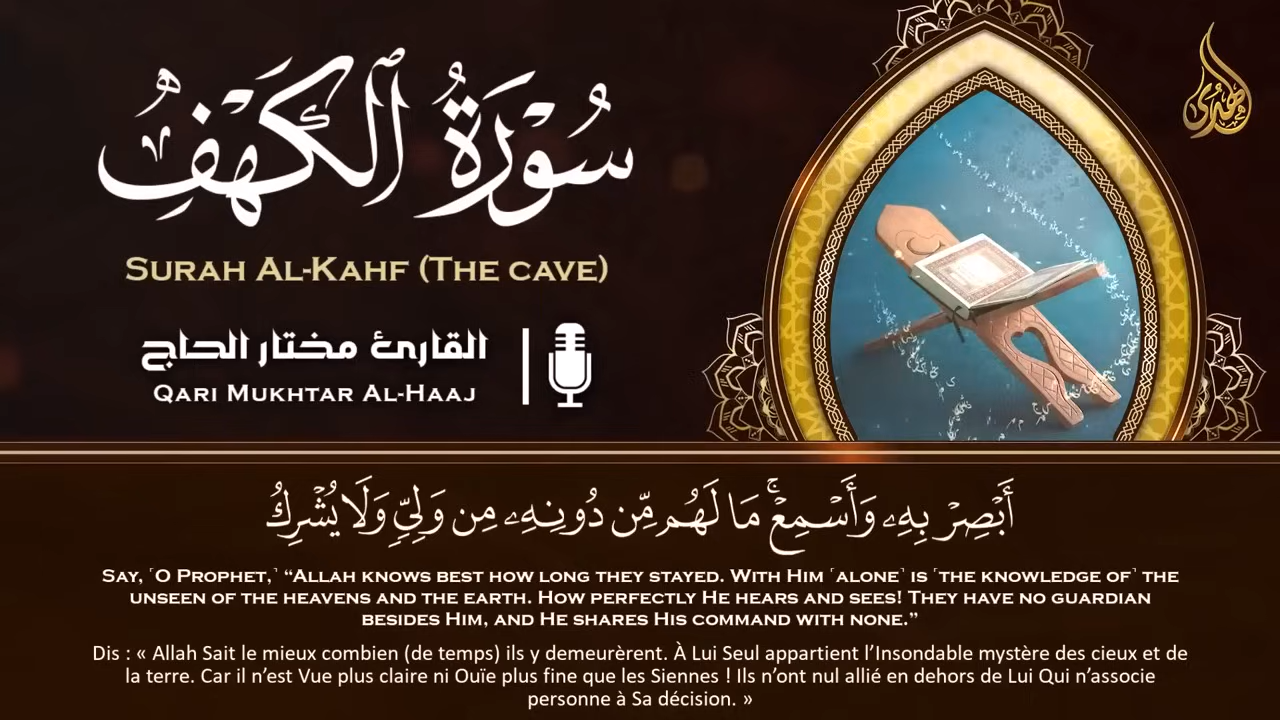 سُورَةُ ٱلْكَهْفِ
هُدًى
SURAH AL-KAHF (THE CAVE)
القارئ مختار الحاج
QARI MUKHTAR AL-HAAJ
أَبْصِرْ بِهِۦ وَأَسْمِعْ ۚ مَا لَهُم مِّن دُونِهِۦ مِن وَلِىٍّ وَلَا يُشْرِكُ
SAY, ˹O PROPHET,˺ “ALLAH KNOWS BEST HOW LONG THEY STAYED. WITH HIM ˹ALONE˺ IS ˹THE KNOWLEDGE OF˺ THE
UNSEEN OF THE HEAVENS AND THE EARTH. HOW PERFECTLY HE HEARS AND SEES! THEY HAVE NO GUARDIAN
BESIDES HIM, AND HE SHARES HIS COMMAND WITH NONE.”
Dis : « Allah Sait le mieux combien (de temps) ils y demeurèrent. À Lui Seul appartient l’Insondable mystère des cieux et de
la terre. Car il n’est Vue plus claire ni Ouïe plus fine que les Siennes ! Ils n’ont nul allié en dehors de Lui Qui n’associe
personne à Sa décision. »